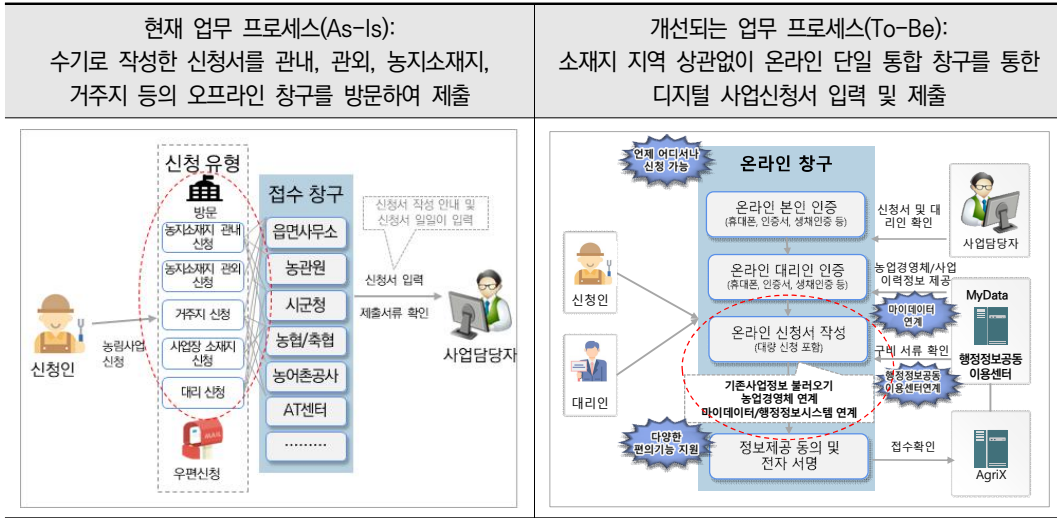 현재 업무 프로세스(As-Is):
수기로 작성한 신청서를 관내, 관외, 농지소재지,
거주지 등의 오프라인 창구를 방문하여 제출
개선되는 업무 프로세스(To-Be):
소재지 지역 상관없이 온라인 단일 통합 창구를 통한
디지털 사업신청서 입력 및 제출
신청 유형
방문
농지소재지 관내
신청
농지소재지 관외
신청
거주지 신청
사업장 소재지
신청
대리 신청
MAIL
우편신청
신청인
농림사업
신청
접수 창구
읍면사무소
농관원
시군청
농협/축협
농어촌공사
AT센터
………
신청서 작성 안내 및
신청서 일일이 입력
신청서 입력
제출서류 확인
사업담당자
언제 어디서나
신청 가능
온라인 창구
온라인 본인 인증
(휴대폰, 인증서, 생채인증 등)
온라인 대리인 인증
(휴대폰, 인증서, 생채인증 등)
온라인 신청서 작성
(대량 신청 포함)
기존사업정보 불러오기
농업경영체 연계
마이데이터/행정정보시스템 연계
다양한
편의기능 지원
정보제공 동의 및
전자 서명
신청인
대리인
신청서 및 대
리인 확인
사업담당자
농업경영체/사업
이력정보 제공
마이데이터
연계
MyData
구비 서류 확인
행정정보공동
이용센터연계
행정정보공동
이용센터
접수확인
AgriX